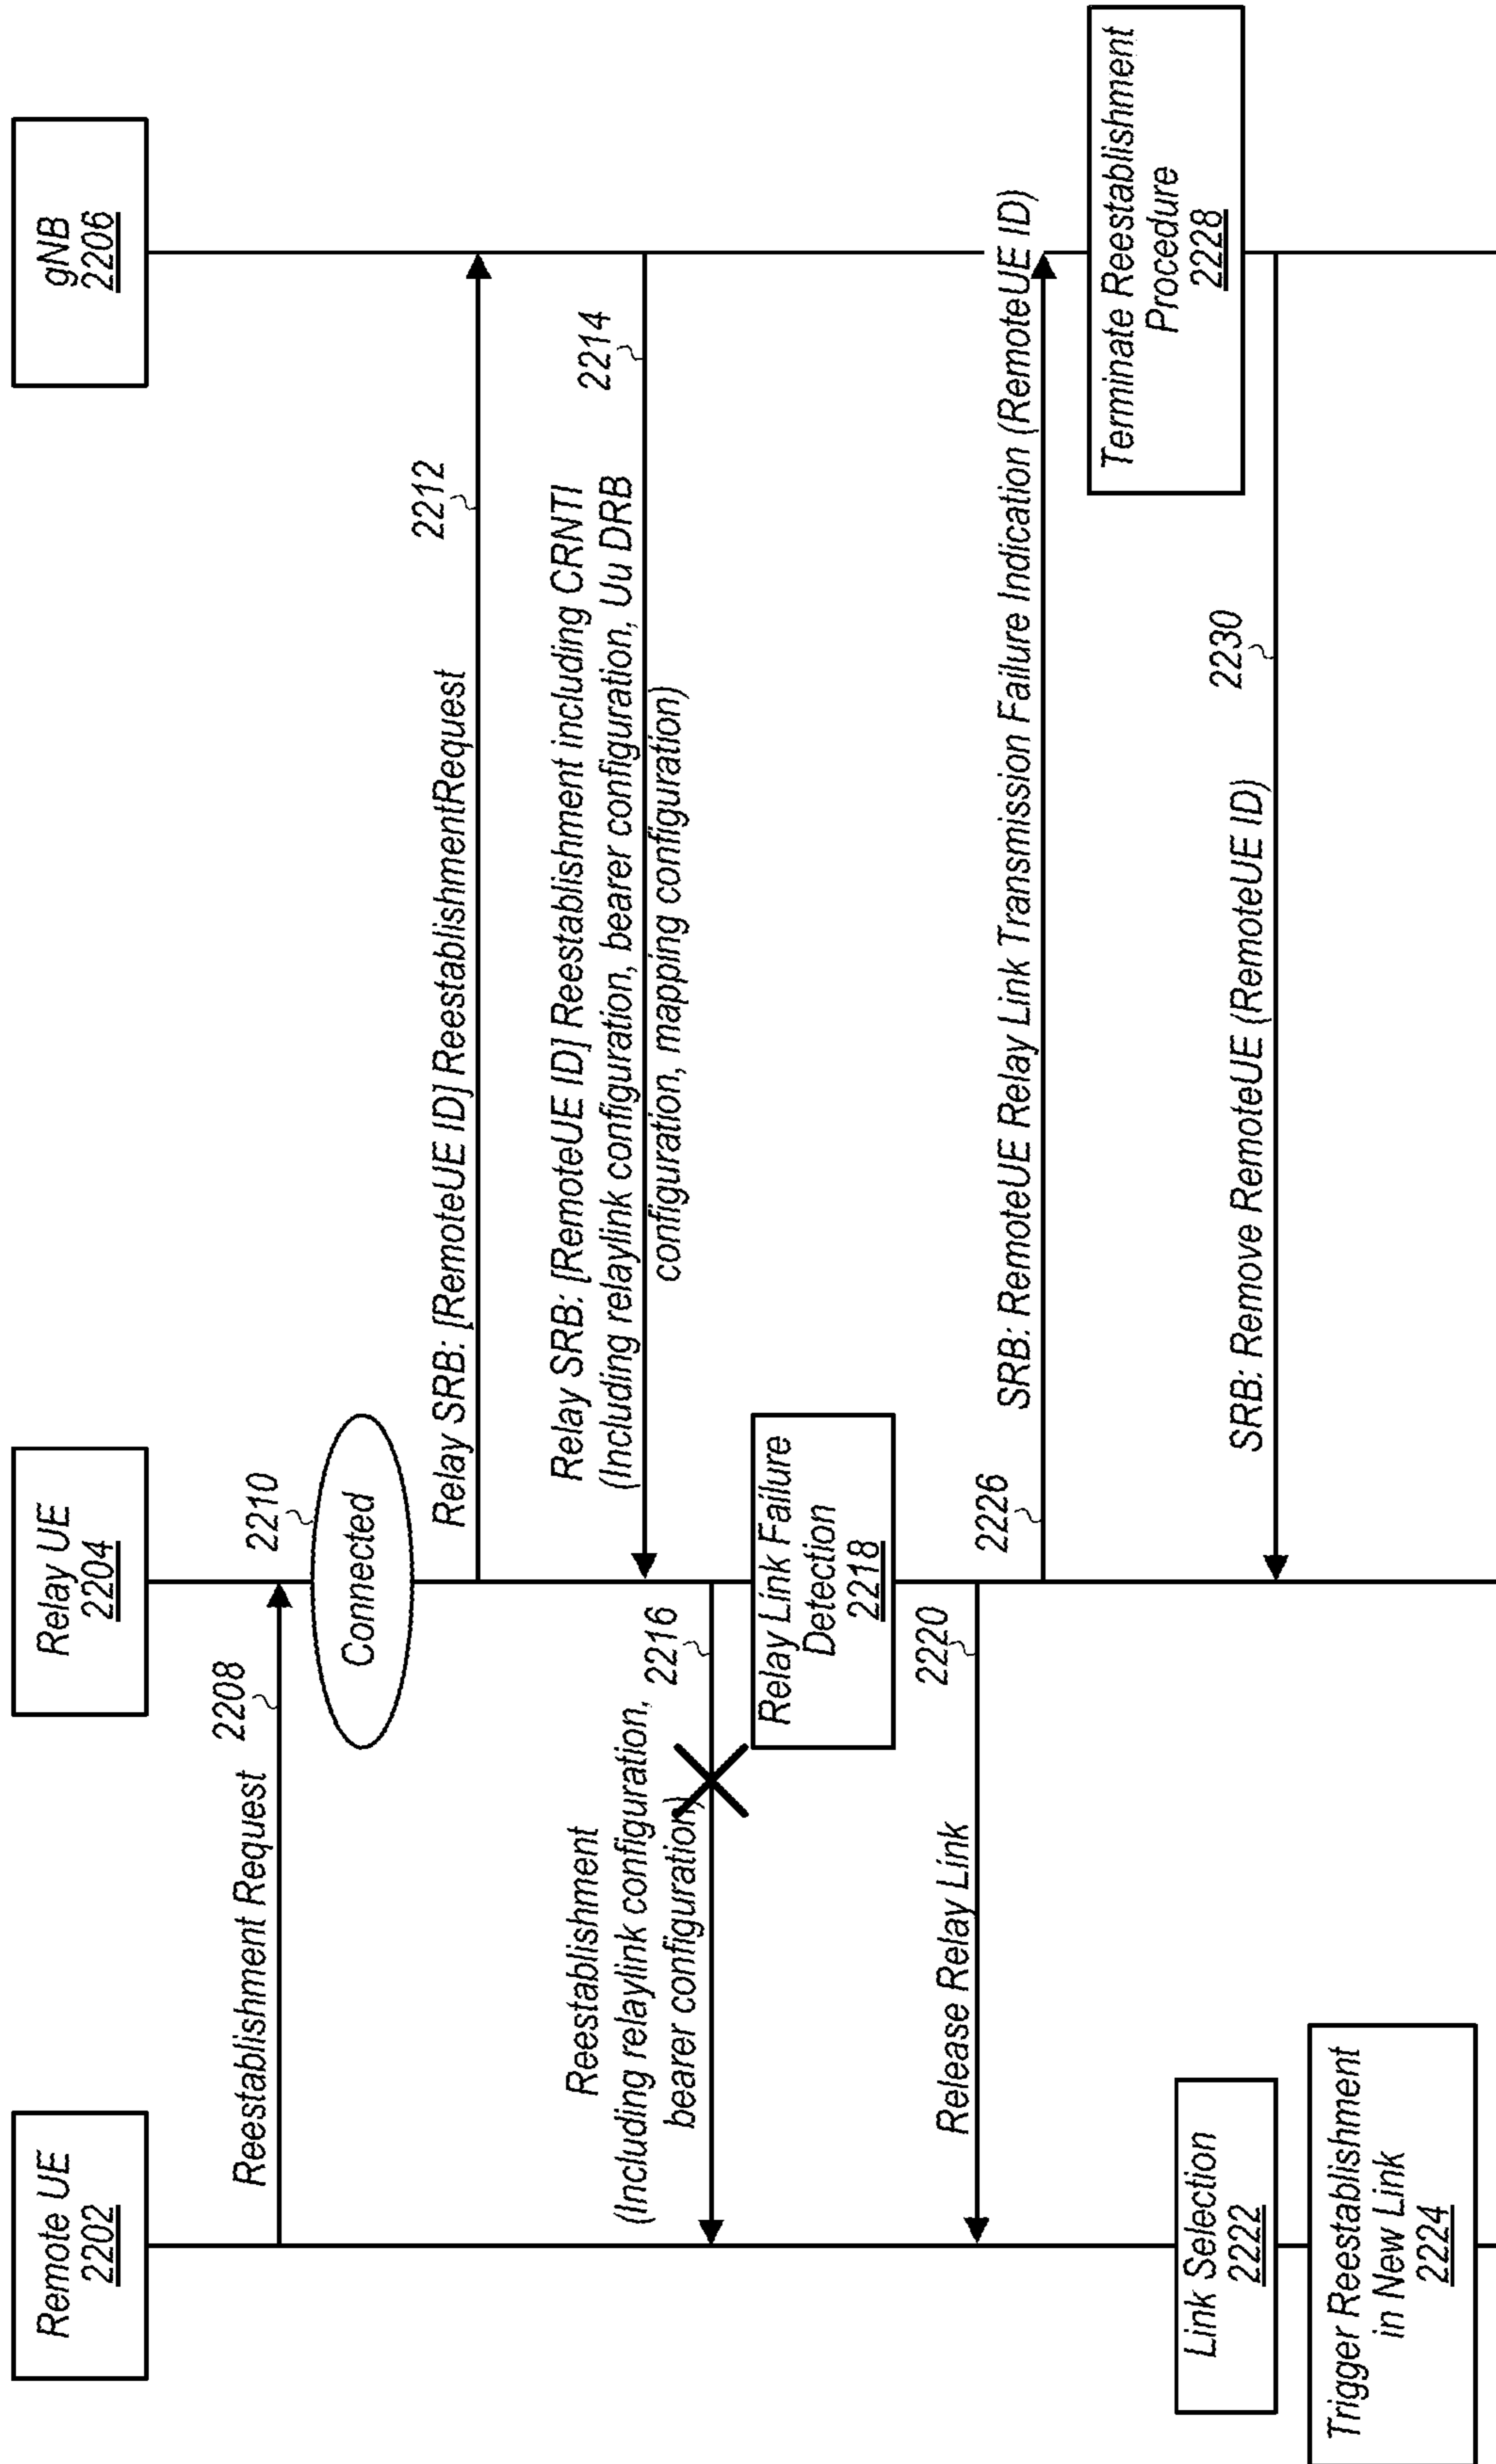 Remote UE
2202
Relay UE
2204
gNB
2206
Reestablishment Request
2208
2210
Connected
2212
Relay SRB: [RemoteUE ID] ReestablishmentRequest
2214
Relay SRB: [RemoteUE ID] Reestablishment including CRNTI
(Including relaylink configuration, bearer configuration, Uu DRB
configuration, mapping configuration)
Reestablishment
(Including relaylink configuration,
bearer configuration)
2216
Relay Link Failure
Detection
2218
2220
Release Relay Link
2226
SRB: RemoteUE Relay Link Transmission Failure Indication (RemoteUE ID)
Link Selection
2222
Terminate Reestablishment
Procedure
2228
2230
SRB: Remove RemoteUE (RemoteUE ID)
Trigger Reestablishment
in New Link
2224